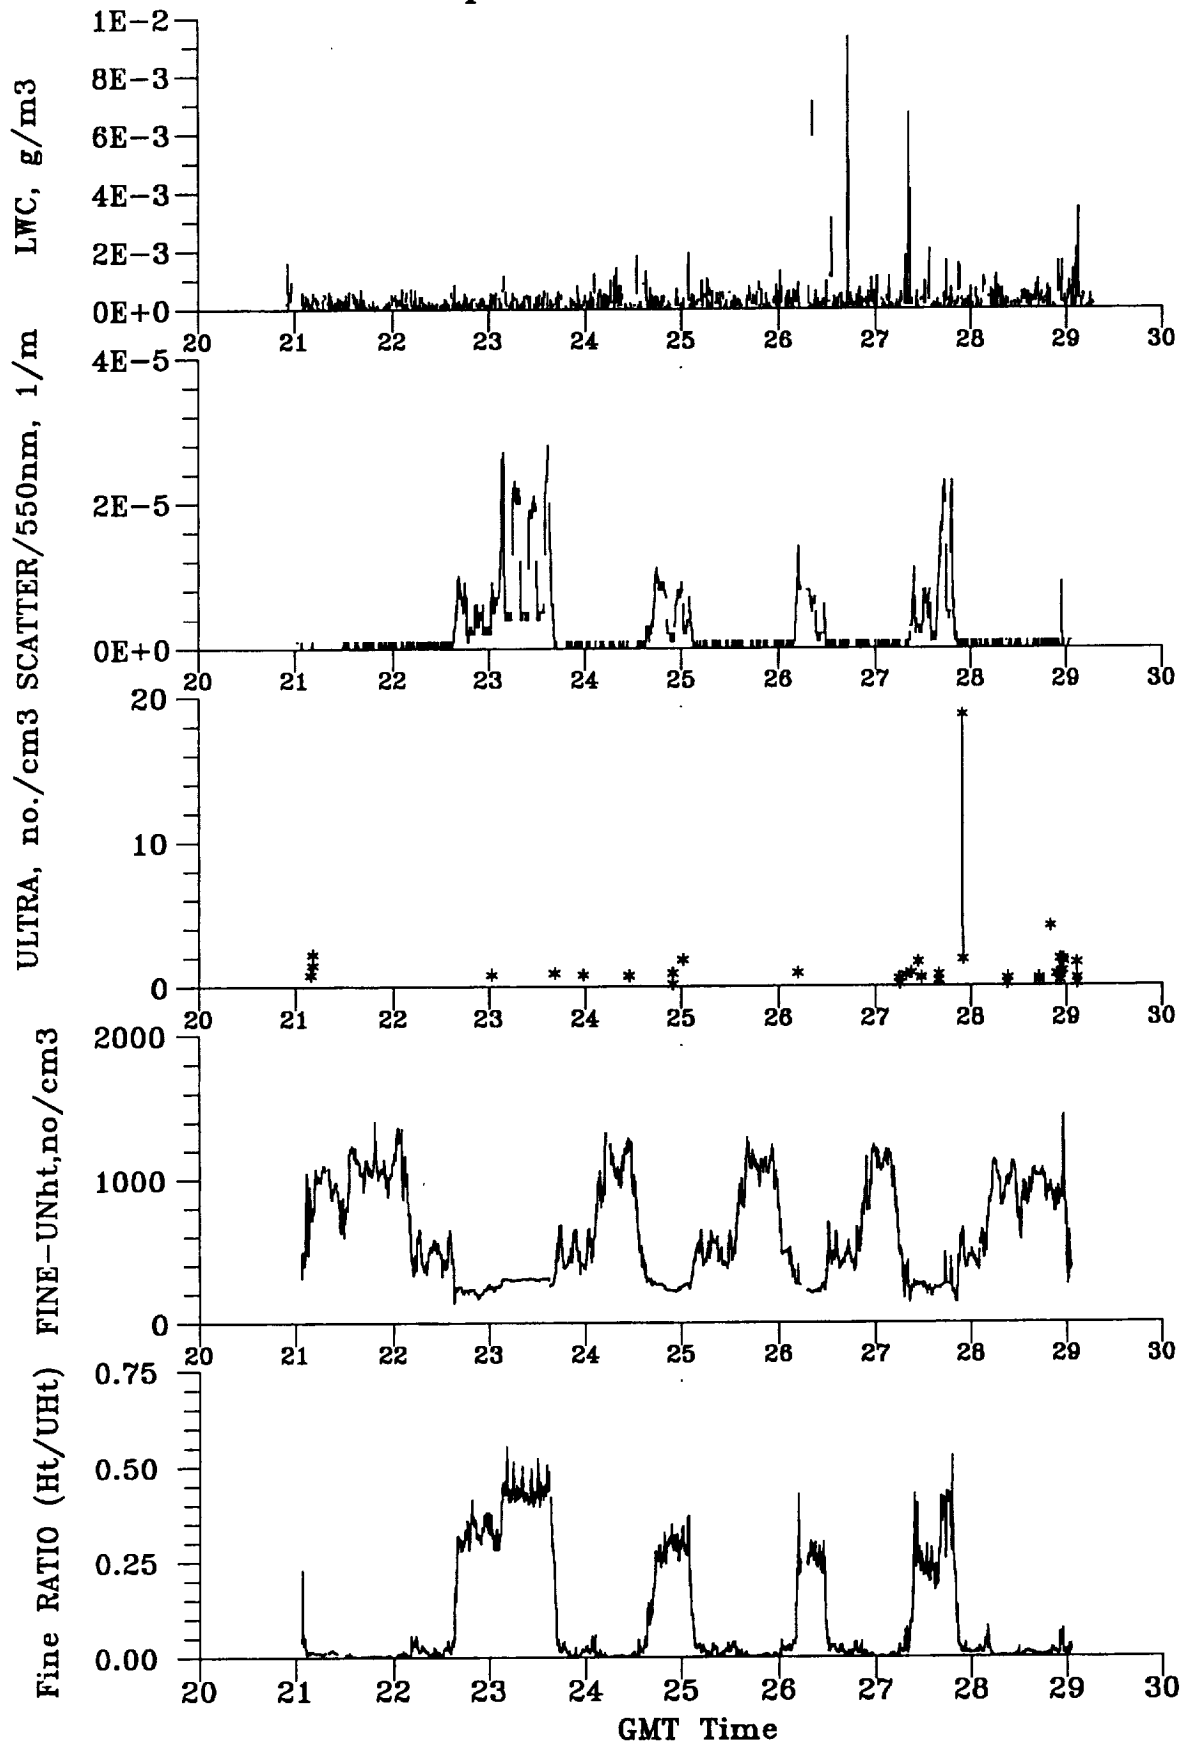 1E-2
8E-3
6E-3
4E-3
2E-3
0E+0
LWC, g/m3
20 21 22 23 24 25 26 27 28 29 30
4E-5
2E-5
0E+0
SCATTER/550nm, 1/m
20 21 22 23 24 25 26 27 28 29 30
20
10
0
ULTRA, no./cm3
20 21 22 23 24 25 26 27 28 29 30
2000
1000
0
FINE-UNht,no/cm3
20 21 22 23 24 25 26 27 28 29 30
0.75
0.50
0.25
0.00
Fine RATIO (Ht/UHt)
20 21 22 23 24 25 26 27 28 29 30
GMT Time